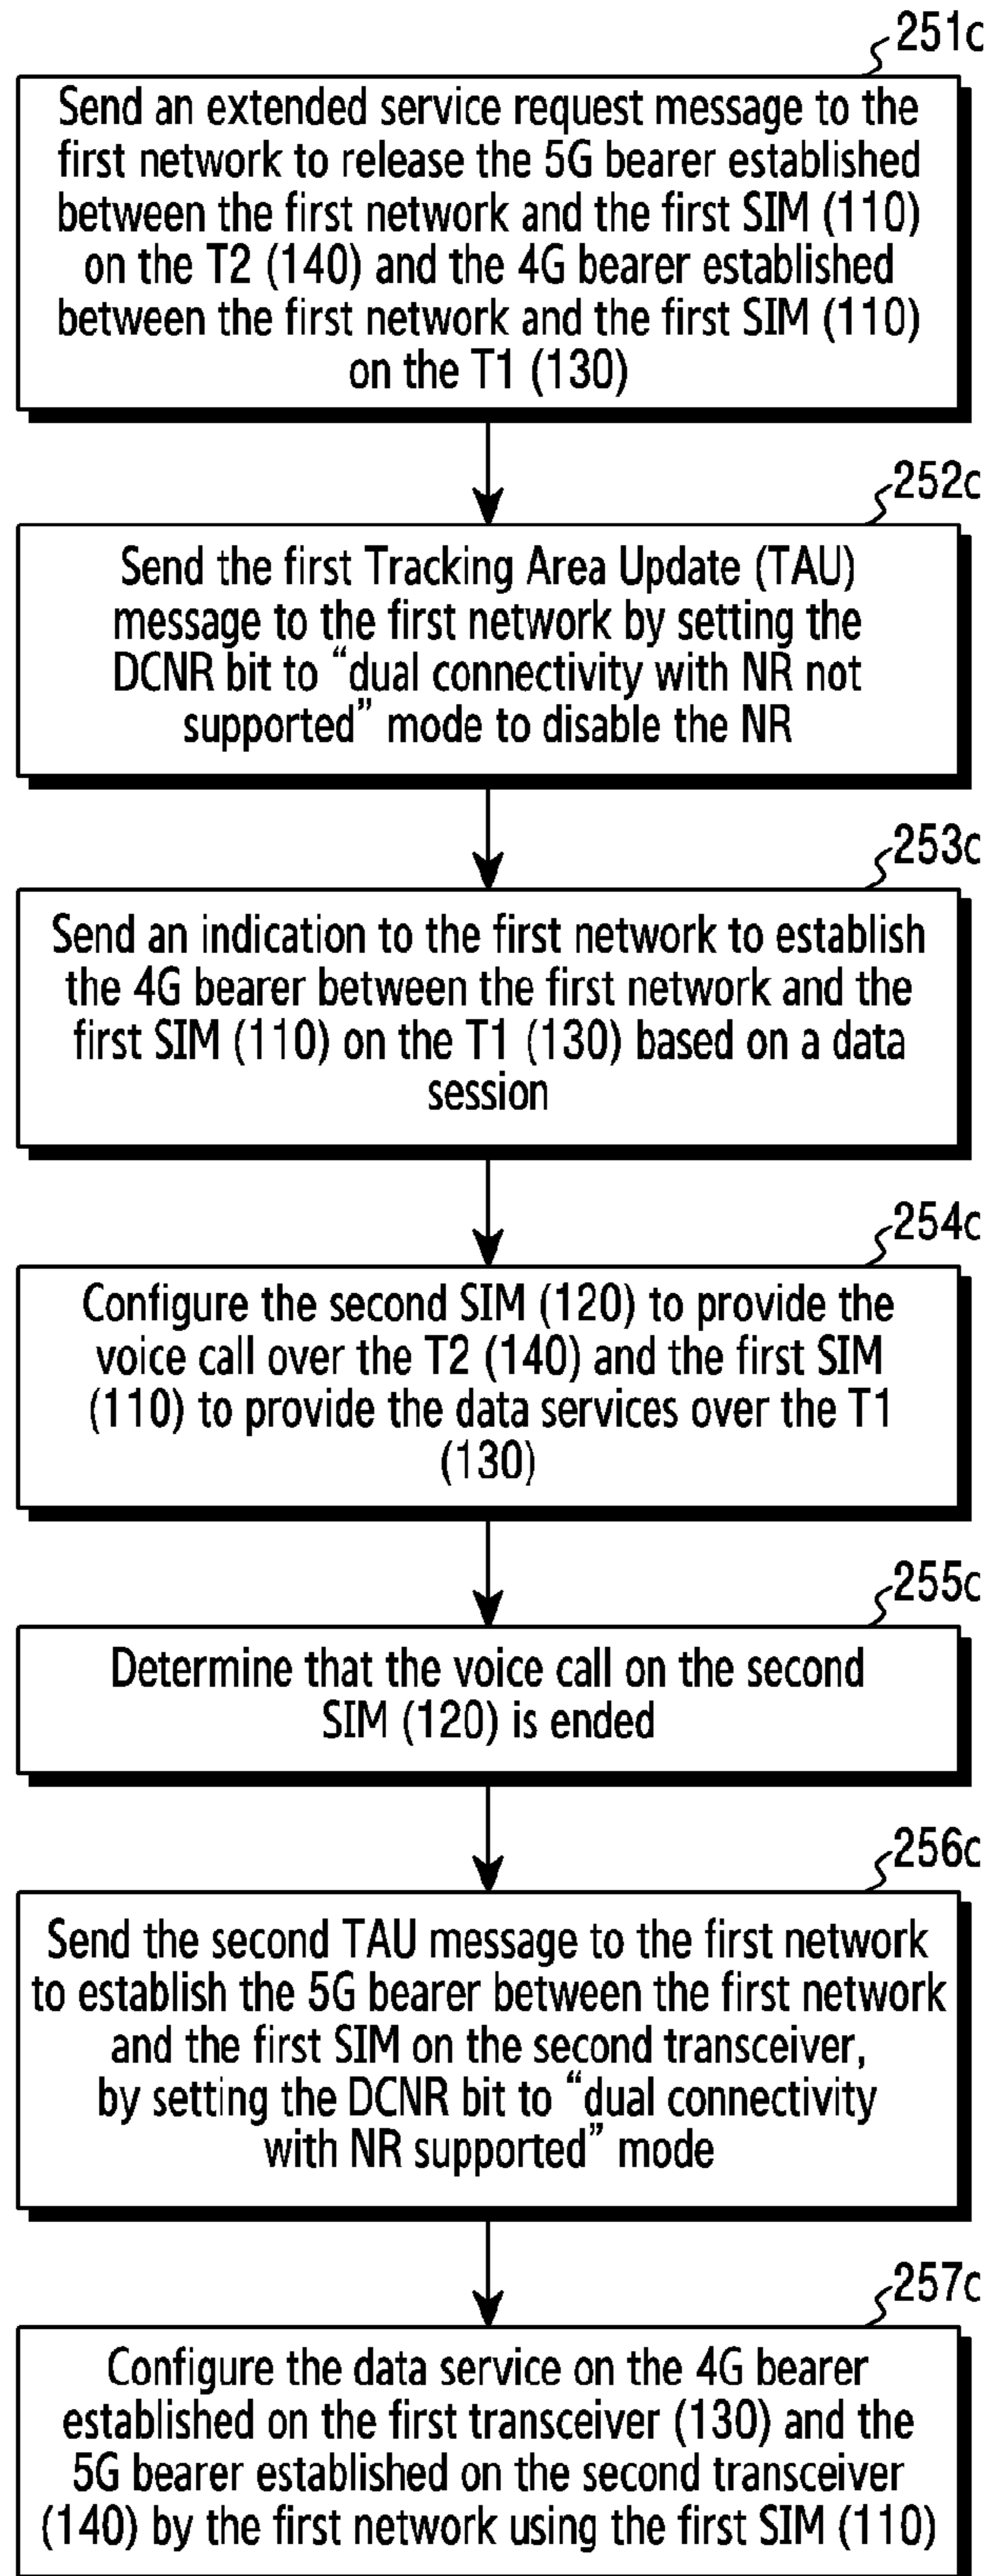 251c
Send an extended service request message to the
first network to release the 5G bearer established
between the first network and the first SIM (110)
on the T2 (140) and the 4G bearer established
between the first network and the first SIM (110)
on the T1 (130)
252c
Send the first Tracking Area Update (TAU)
message to the first network by setting the
DCNR bit to “dual connectivity with NR not
supported” mode to disable the NR
253c
Send an indication to the first network to establish
the 4G bearer between the first network and the
first SIM (110) on the T1 (130) based on a data
session
254c
Configure the second SIM (120) to provide the
voice call over the T2 (140) and the first SIM
(110) to provide the data services over the T1
(130)
255c
Determine that the voice call on the second
SIM (120) is ended
256c
Send the second TAU message to the first network
to establish the 5G bearer between the first network
and the first SIM on the second transceiver,
by setting the DCNR bit to “dual connectivity
with NR supported” mode
257c
Configure the data service on the 4G bearer
established on the first transceiver (130) and the
5G bearer established on the second transceiver
(140) by the first network using the first SIM (110)